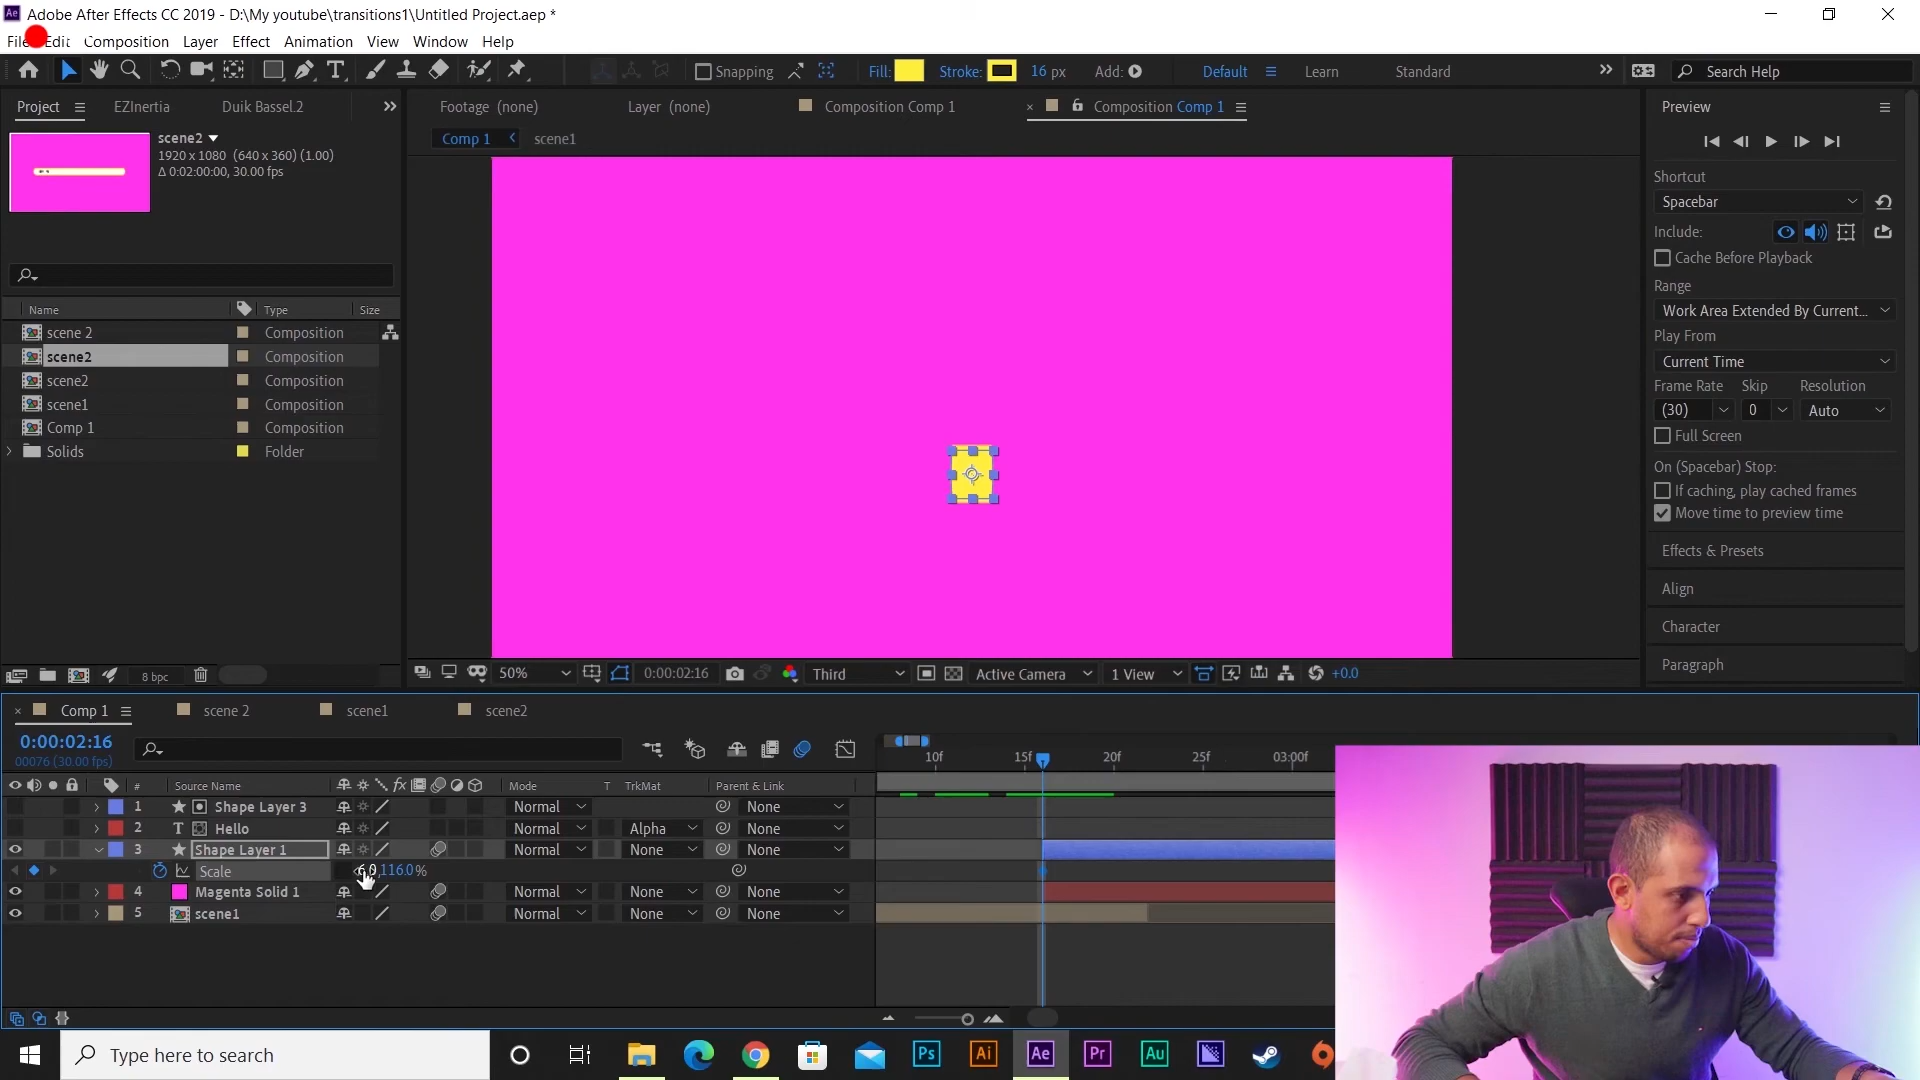 Adobe After Effects CC 2019 - D:\My youtube\transitions1\Untitled Project.aep *
File Edit Composition Layer Effect Animation View Window Help
Snapping Fill: Stroke: 16 px Add: Default Learn Standard Search Help
Project EZInertia Duik Bassel.2
Footage (none) Layer (none) Composition Comp 1 Composition Comp 1
Comp 1 scene1
scene2
1920 x 1080 (640 x 360) (1.00)
Δ 0:02:00:00, 30.00 fps
Name Type Size
scene 2 Composition
scene2 Composition
scene2 Composition
scene1 Composition
Comp 1 Composition
Solids Folder
8 bpc
50% 0:00:02:16 Third Active Camera 1 View +0.0
Preview
Shortcut
Spacebar
Include:
Cache Before Playback
Range
Work Area Extended By Current...
Play From
Current Time
Frame Rate Skip Resolution
(30) 0 Auto
Full Screen
On (Spacebar) Stop:
If caching, play cached frames
Move time to preview time
Effects & Presets
Align
Character
Paragraph
Comp 1 scene 2 scene1 scene2
0:00:02:16
00076 (30.00 fps)
10f 15f 20f 25f 03:00f
# Source Name fx Mode T TrkMat Parent & Link
1 Shape Layer 3 Normal None
2 T Hello Normal Alpha None
3 Shape Layer 1 Normal None None
Scale 116.0%
4 Magenta Solid 1 Normal None None
5 scene1 Normal None None
Type here to search
Ps Ai Ae Pr Au